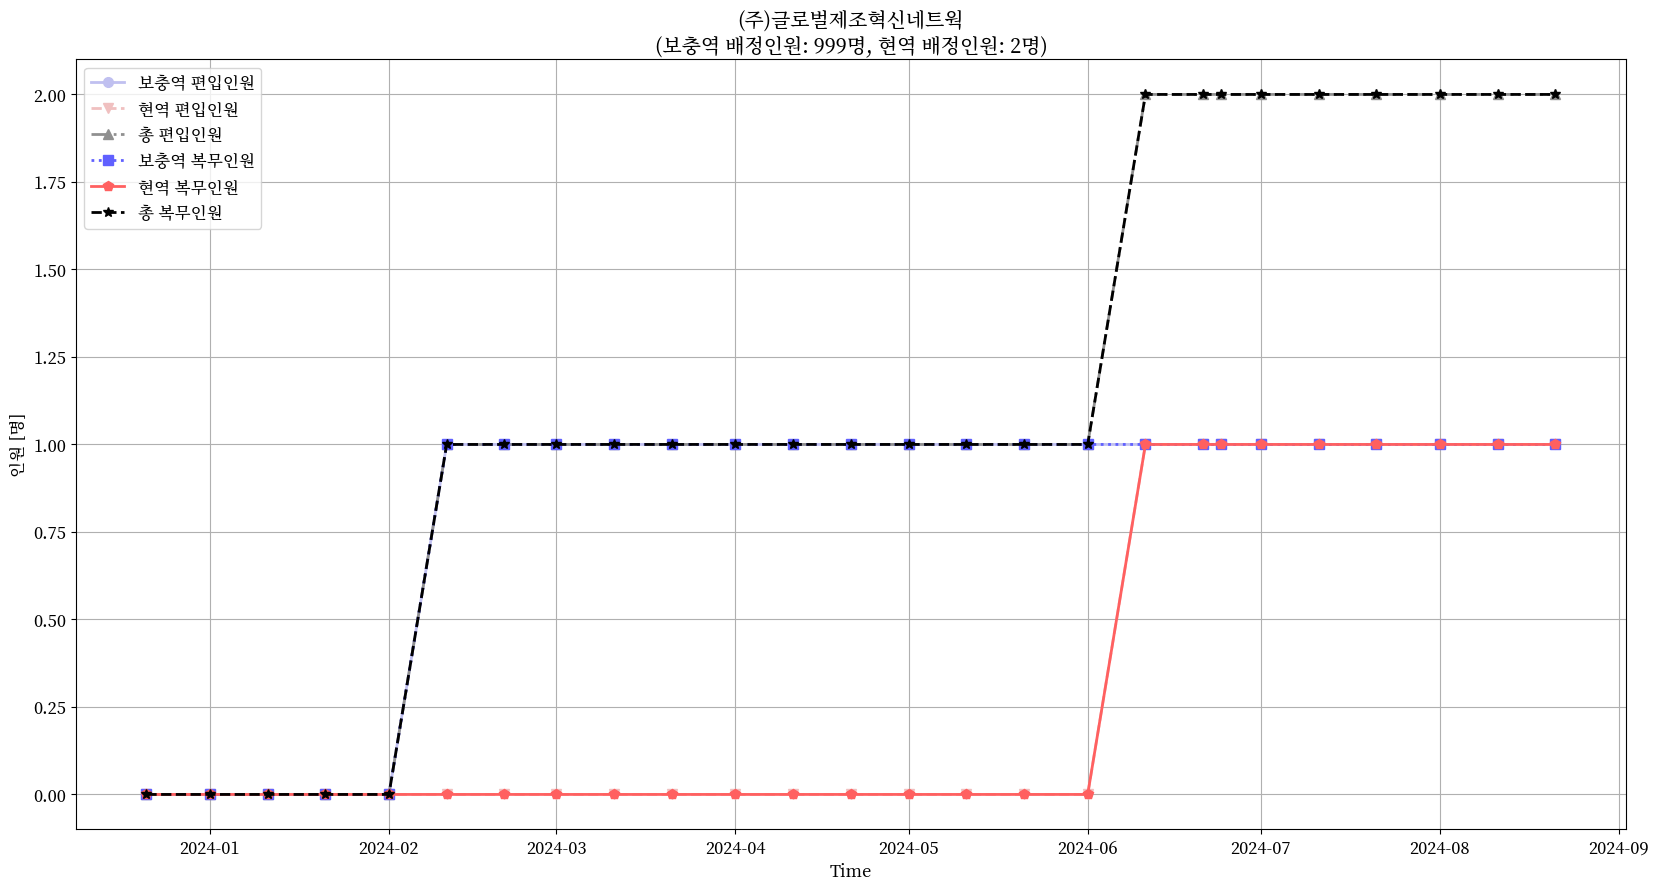 (주)글로벌제조혁신네트웍
(보충역 배정인원: 999명, 현역 배정인원: 2명)
보충역 편입인원
현역 편입인원
총 편입인원
보충역 복무인원
현역 복무인원
총 복무인원
2.00
1.75
1.50
1.25
1.00
0.75
0.50
0.25
0.00
인원 [명]
2024-01 2024-02 2024-03 2024-04 2024-05 2024-06 2024-07 2024-08 2024-09
Time